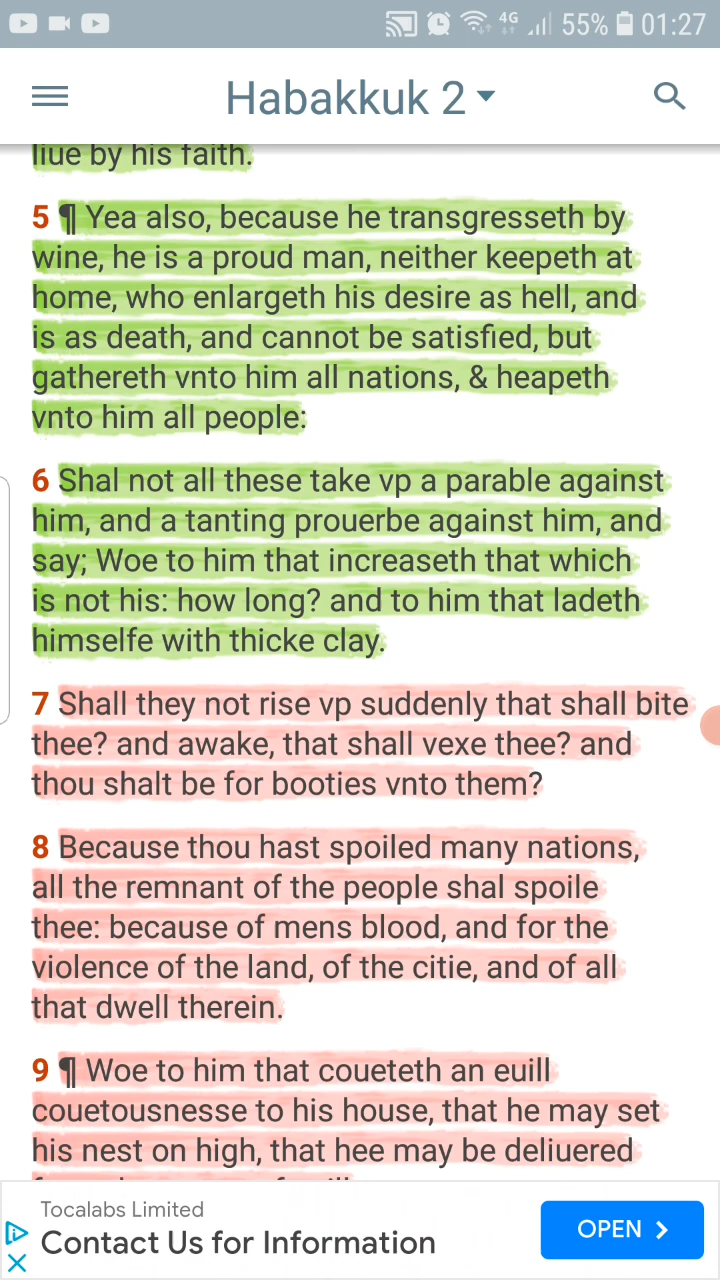 4G 55% 01:27
Habakkuk 2
liue by his faith.
5 ¶ Yea also, because he transgresseth by
wine, he is a proud man, neither keepeth at
home, who enlargeth his desire as hell, and
is as death, and cannot be satisfied, but
gathereth vnto him all nations, & heapeth
vnto him all people:
6 Shal not all these take vp a parable against
him, and a tanting prouerbe against him, and
say; Woe to him that increaseth that which
is not his: how long? and to him that ladeth
himselfe with thicke clay.
7 Shall they not rise vp suddenly that shall bite
thee? and awake, that shall vexe thee? and
thou shalt be for booties vnto them?
8 Because thou hast spoiled many nations,
all the remnant of the people shal spoile
thee: because of mens blood, and for the
violence of the land, of the citie, and of all
that dwell therein.
9 ¶ Woe to him that coueteth an euill
couetousnesse to his house, that he may set
his nest on high, that hee may be deliuered
Tocalabs Limited
Contact Us for Information
OPEN